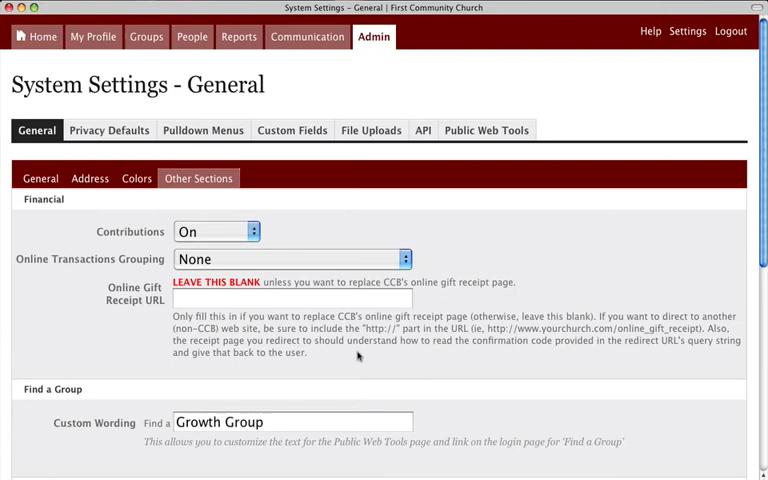 System Settings – General | First Community Church
Home My Profile Groups People Reports Communication Admin Help Settings Logout
System Settings - General
General Privacy Defaults Pulldown Menus Custom Fields File Uploads API Public Web Tools
General Address Colors Other Sections
Financial
Contributions On
Online Transactions Grouping None
LEAVE THIS BLANK unless you want to replace CCB's online gift receipt page.
Online Gift
Receipt URL
Only fill this in if you want to replace CCB's online gift receipt page (otherwise, leave this blank). If you want to direct to another
(non-CCB) web site, be sure to include the "http://" part in the URL (ie, http://www.yourchurch.com/online_gift_receipt). Also,
the receipt page you redirect to should understand how to read the confirmation code provided in the redirect URL's query string
and give that back to the user.
Find a Group
Custom Wording Find a Growth Group
This allows you to customize the text for the Public Web Tools page and link on the login page for 'Find a Group'